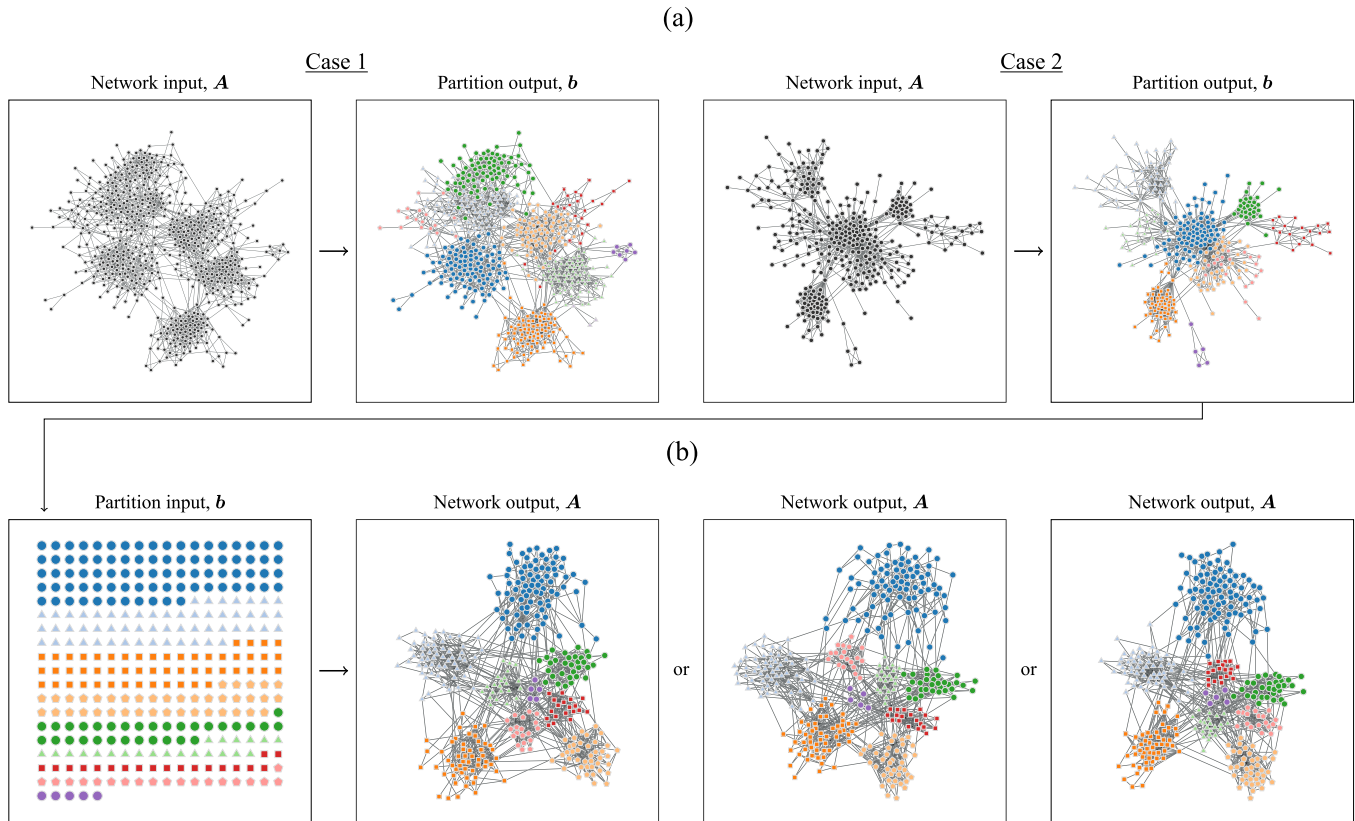 (a)
Case 1
Case 2
Network input, A
Partition output, b
Network input, A
Partition output, b
(b)
Partition input, b
Network output, A
Network output, A
Network output, A
or
or